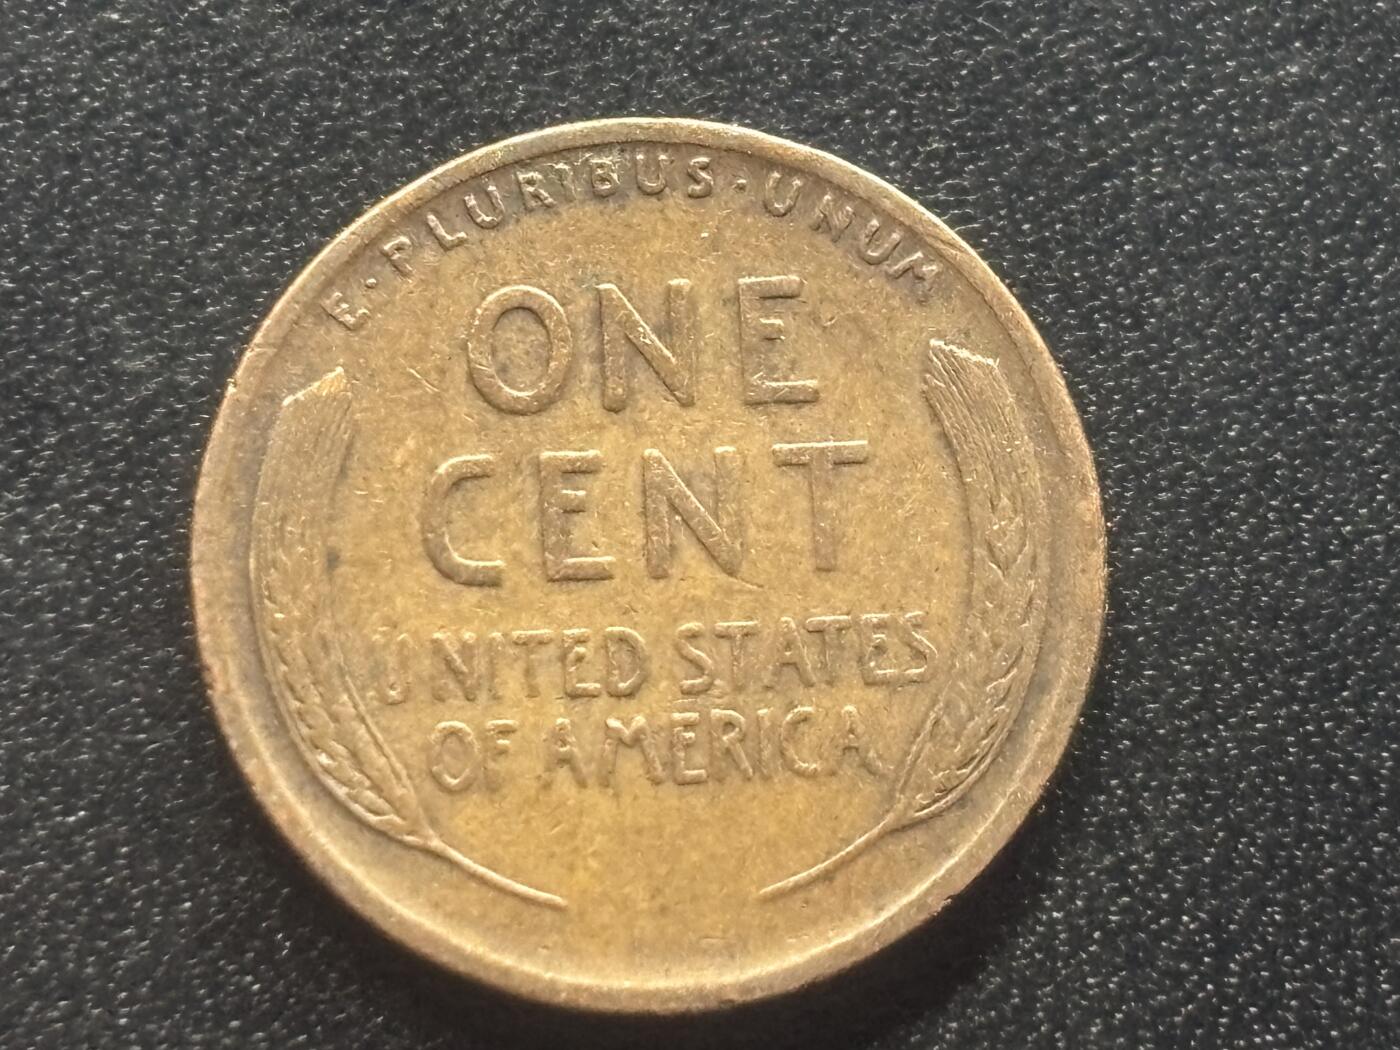 E·PLURIBUS·UNUM
ONE
CENT
UNITED STATES
OF AMERICA